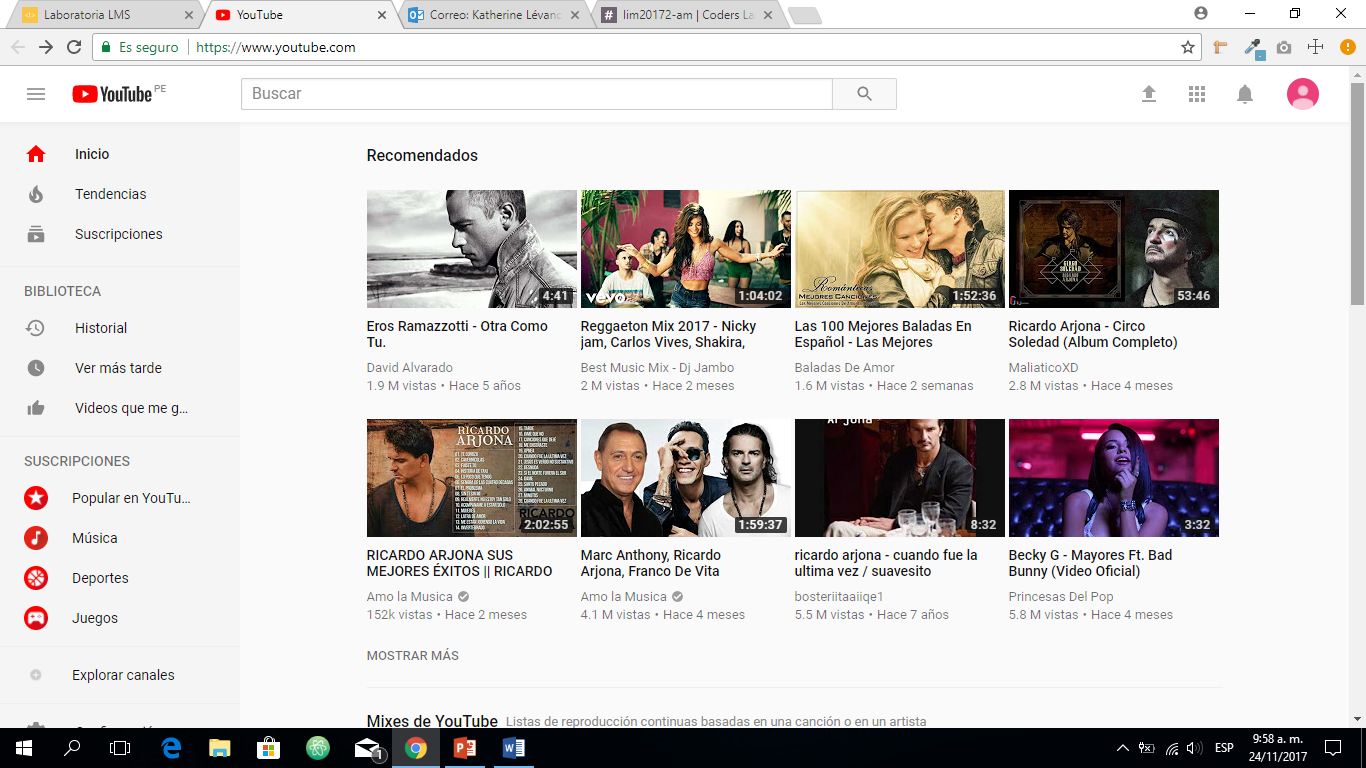 Laboratoria LMS
YouTube
Correo: Katherine Lévano
lim20172-am | Coders La
Es seguro
https://www.youtube.com
YouTube PE
Buscar
Inicio
Tendencias
Suscripciones
BIBLIOTECA
Historial
Ver más tarde
Videos que me g...
SUSCRIPCIONES
Popular en YouTu...
Música
Deportes
Juegos
Explorar canales
Recomendados
4:41
vevo
1:04:02
Románticas
MEJORES CANCIONES
1:52:36
CIRCO
SOLEDAD
53:46
Eros Ramazzotti - Otra Como
Tu.
David Alvarado
1.9 M vistas • Hace 5 años
Reggaeton Mix 2017 - Nicky
jam, Carlos Vives, Shakira,
Best Music Mix - Dj Jambo
2 M vistas • Hace 2 meses
Las 100 Mejores Baladas En
Español - Las Mejores
Baladas De Amor
1.6 M vistas • Hace 2 semanas
Ricardo Arjona - Circo
Soledad (Album Completo)
MaliaticoXD
2.8 M vistas • Hace 4 meses
RICARDO
ARJONA
RICARDO
2:02:55
1:59:37
8:32
3:32
RICARDO ARJONA SUS
MEJORES ÉXITOS || RICARDO
Amo la Musica
152k vistas • Hace 2 meses
Marc Anthony, Ricardo
Arjona, Franco De Vita
Amo la Musica
4.1 M vistas • Hace 4 meses
ricardo arjona - cuando fue la
ultima vez / suavesito
bosteriitaaiiqe1
5.5 M vistas • Hace 7 años
Becky G - Mayores Ft. Bad
Bunny (Video Oficial)
Princesas Del Pop
5.8 M vistas • Hace 4 meses
MOSTRAR MÁS
Mixes de YouTube Listas de reproducción continuas basadas en una canción o en un artista
1
ESP
9:58 a. m.
24/11/2017